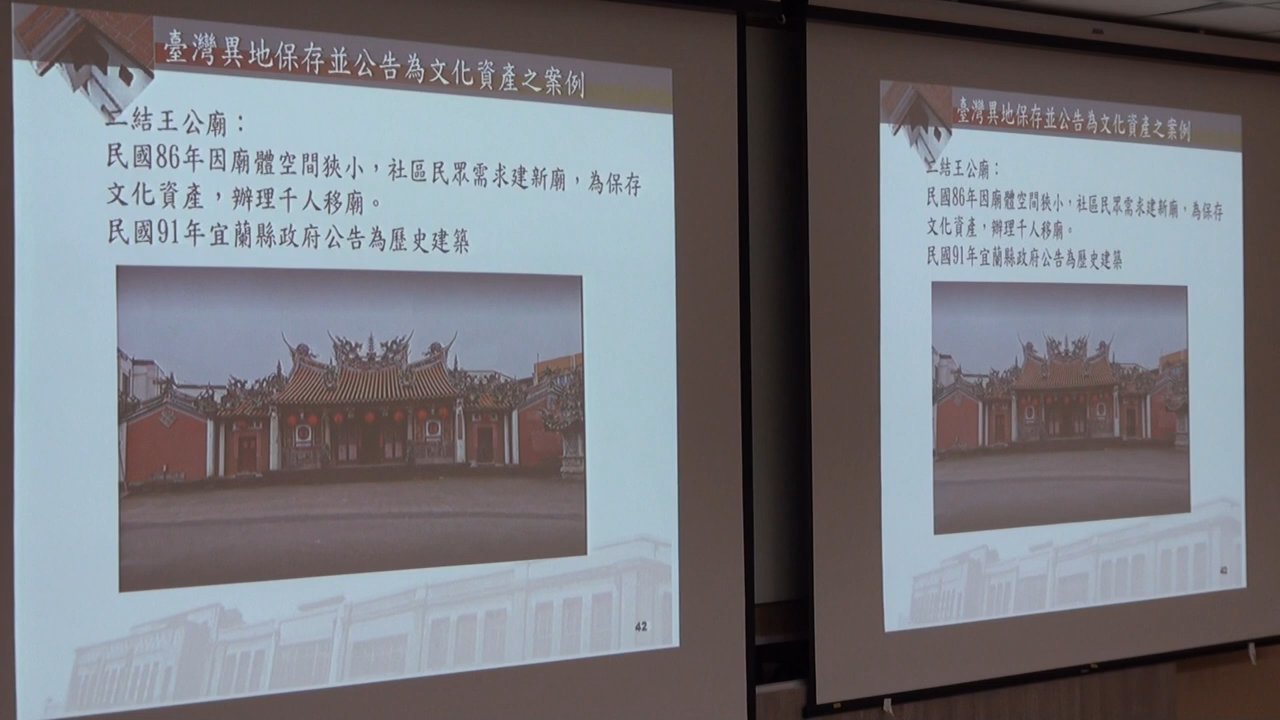 臺灣異地保存並公告為文化資產之案例
二結王公廟：
民國86年因廟體空間狹小，社區民眾需求建新廟，為保存
文化資產，辦理千人移廟。
民國91年宜蘭縣政府公告為歷史建築
42
臺灣異地保存並公告為文化資產之案例
二結王公廟：
民國86年因廟體空間狹小，社區民眾需求建新廟，為保存
文化資產，辦理千人移廟。
民國91年宜蘭縣政府公告為歷史建築
42